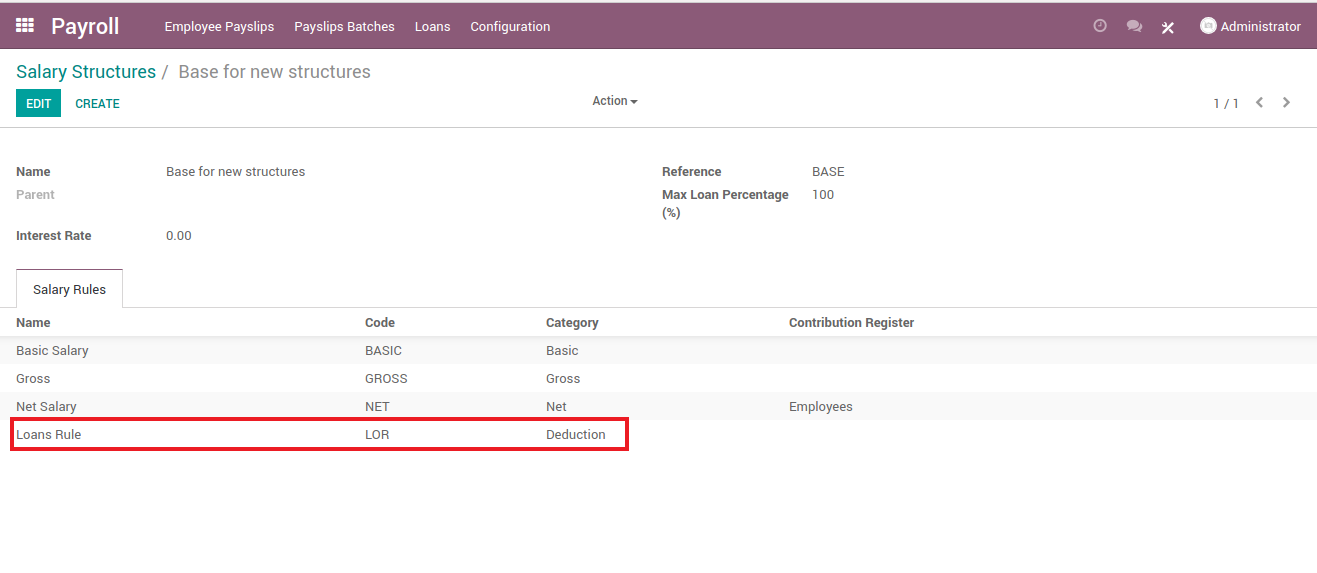 Payroll Employee Payslips Payslips Batches Loans Configuration Administrator
Salary Structures / Base for new structures
EDIT CREATE Action 1 / 1
Name Base for new structures Reference BASE
Parent Max Loan Percentage (%) 100
Interest Rate 0.00
Salary Rules
Name Code Category Contribution Register
Basic Salary BASIC Basic
Gross GROSS Gross
Net Salary NET Net Employees
Loans Rule LOR Deduction